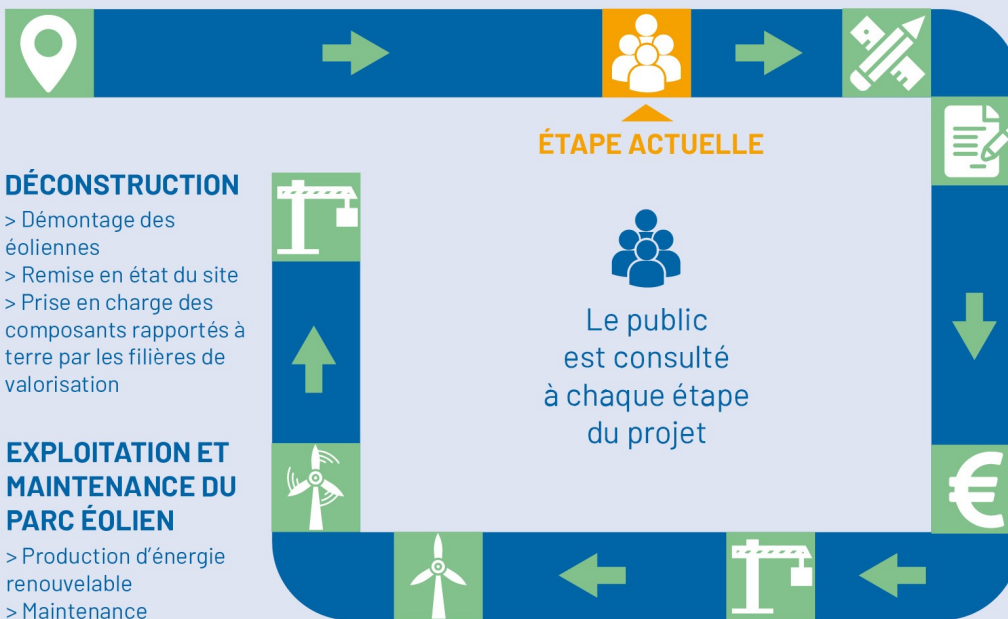 ÉTAPE ACTUELLE
DÉCONSTRUCTION
> Démontage des
éoliennes
> Remise en état du site
> Prise en charge des
composants rapportés à
terre par les filières de
valorisation
Le public
est consulté
à chaque étape
du projet
EXPLOITATION ET
MAINTENANCE DU
PARC ÉOLIEN
> Production d’énergie
renouvelable
> Maintenance
€